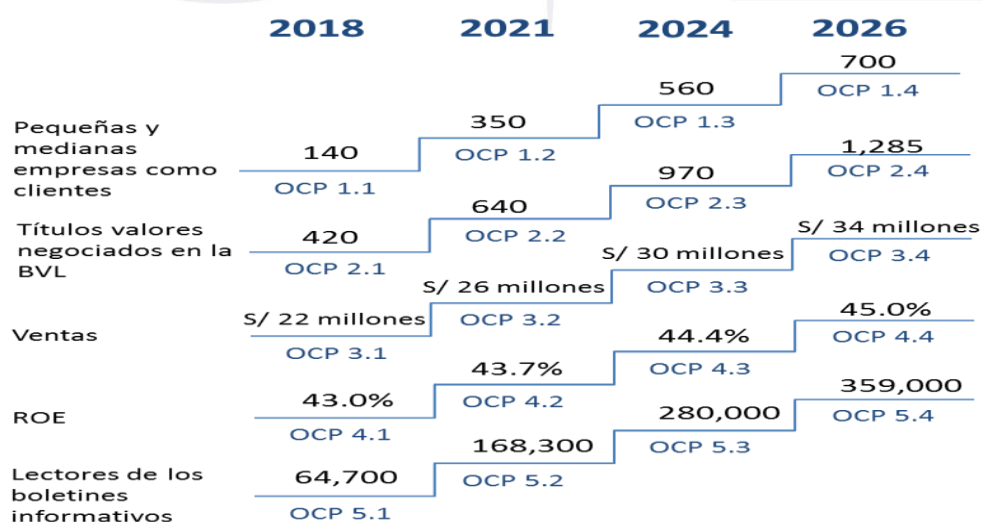 2018 2021 2024 2026
700
560 OCP 1.4
Pequeñas y
medianas
empresas como
clientes
350 OCP 1.3
140 OCP 1.2
OCP 1.1
1,285
970 OCP 2.4
Títulos valores
negociados en la
BVL
640 OCP 2.3
420 OCP 2.2
OCP 2.1
S/ 34 millones
S/ 30 millones OCP 3.4
S/ 26 millones OCP 3.3
Ventas
S/ 22 millones OCP 3.2
OCP 3.1
45.0%
44.4% OCP 4.4
43.7% OCP 4.3
ROE
43.0% OCP 4.2
OCP 4.1
359,000
280,000 OCP 5.4
168,300 OCP 5.3
Lectores de los
boletines
informativos
64,700 OCP 5.2
OCP 5.1